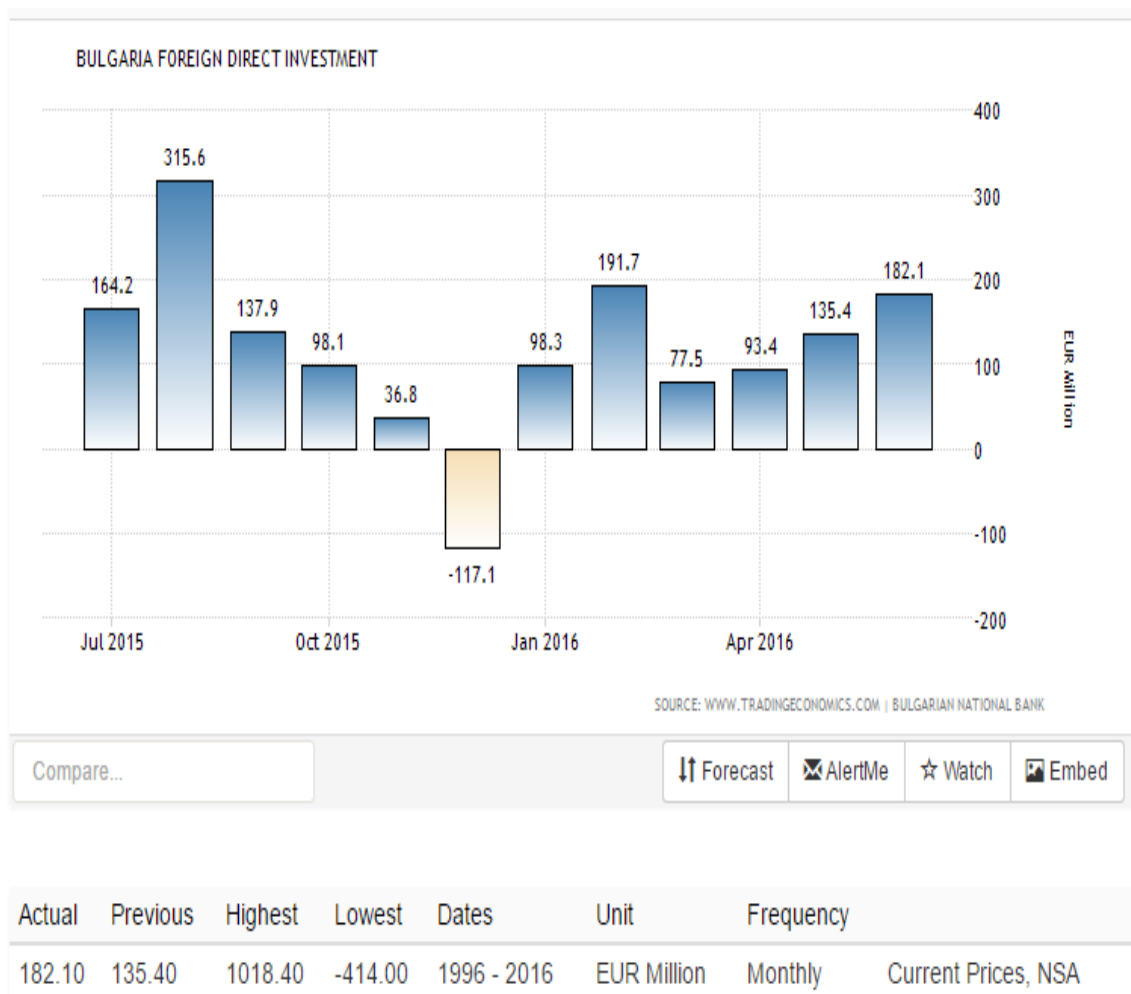 BULGARIA FOREIGN DIRECT INVESTMENT
400
315.6
300
191.7
164.2
182.1
200
137.9
135.4
98.1
98.3
93.4
77.5
100
36.8
EUR Million
0
-100
-117.1
-200
Jul 2015 Oct 2015 Jan 2016 Apr 2016
SOURCE: WWW.TRADINGECONOMICS.COM | BULGARIAN NATIONAL BANK
Compare... Forecast AlertMe Watch Embed
Actual Previous Highest Lowest Dates Unit Frequency
182.10 135.40 1018.40 -414.00 1996 - 2016 EUR Million Monthly Current Prices, NSA